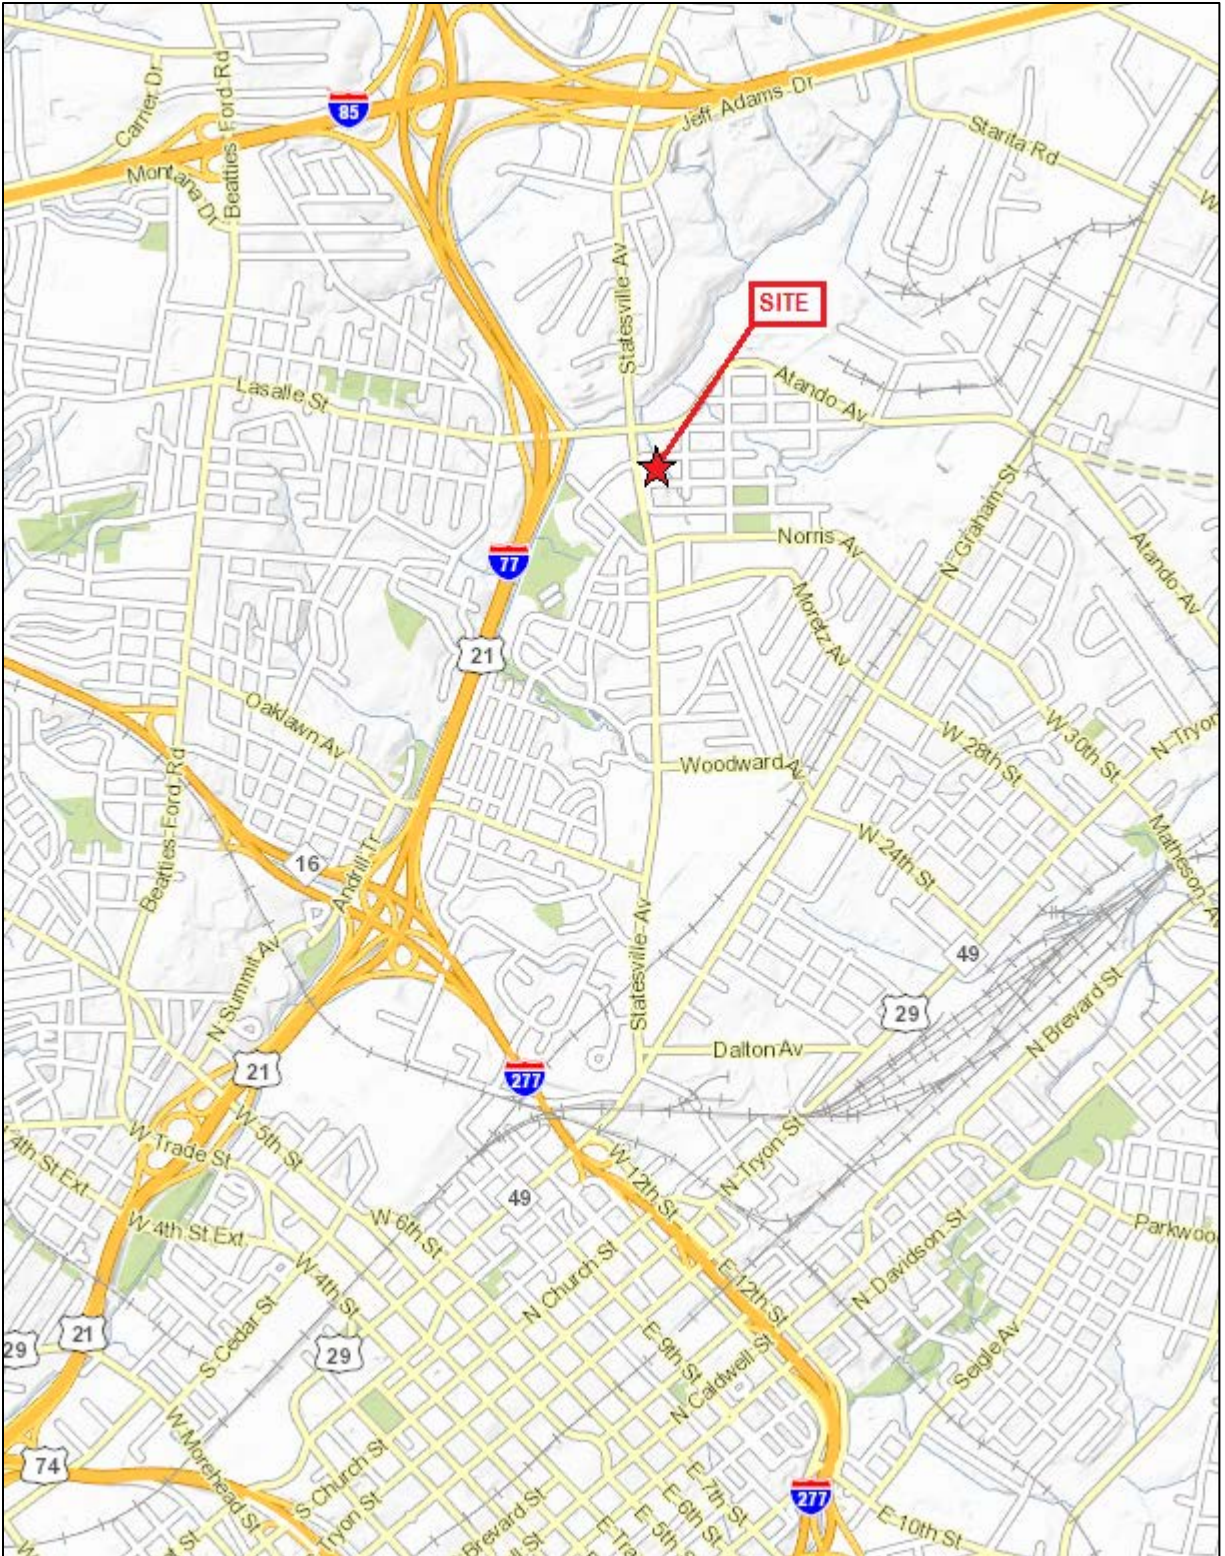 85
Carrier Dr
Beatties Ford Rd
Jeff Adams Dr
Starita Rd
Montana Dr
W
Statesville Av
SITE
Lasalle St
Atando Av
N Graham St
Norris Av
77
Atando Av
Moretz Av
21
Oaklawn Av
W 28th St
W 30th St
N Tryon
Woodward Av
Beatties Ford Rd
Matheson Av
W 24th St
16
Andrill Tr
Statesville Av
49
N Summit Av
29
N Brevard St
Dalton Av
21
277
W 5th St
W Trade St
4th St Ext
W 12th St
N Tryon St
49
W 6th St
W 4th St Ext
Parkwoo
N Davidson St
W 4th St
N Church St
E 12th St
S Cedar St
21
29
29
E 9th St
N Caldwell St
Seigle Av
W Morehead St
S Church St
74
E 7th St
277
Tryon St
Brevard St
E 6th St
E 5th St
E Tra
E 10th St